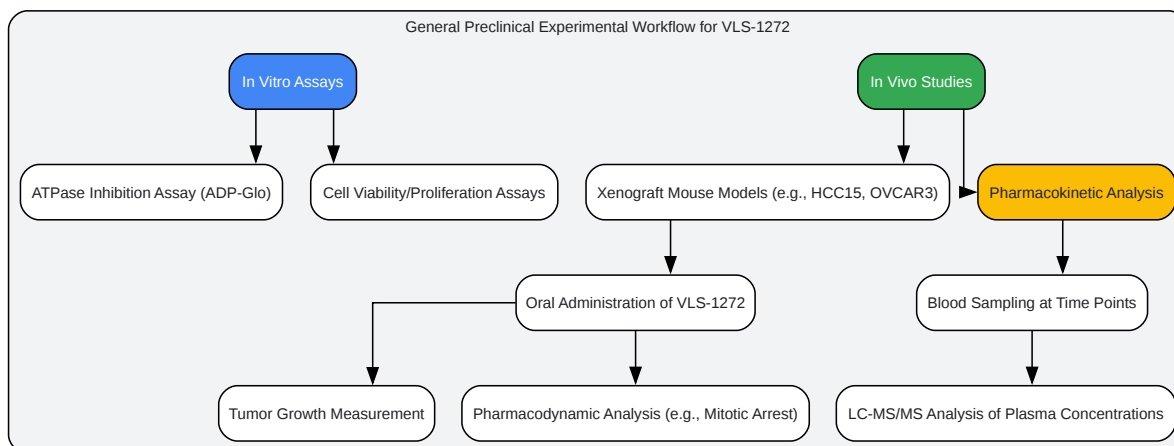 General Preclinical Experimental Workflow for VLS-1272
In Vitro Assays
In Vivo Studies
ATPase Inhibition Assay (ADP-Glo)
Cell Viability/Proliferation Assays
Xenograft Mouse Models (e.g., HCC15, OVCAR3)
Pharmacokinetic Analysis
Oral Administration of VLS-1272
Blood Sampling at Time Points
Tumor Growth Measurement
Pharmacodynamic Analysis (e.g., Mitotic Arrest)
LC-MS/MS Analysis of Plasma Concentrations